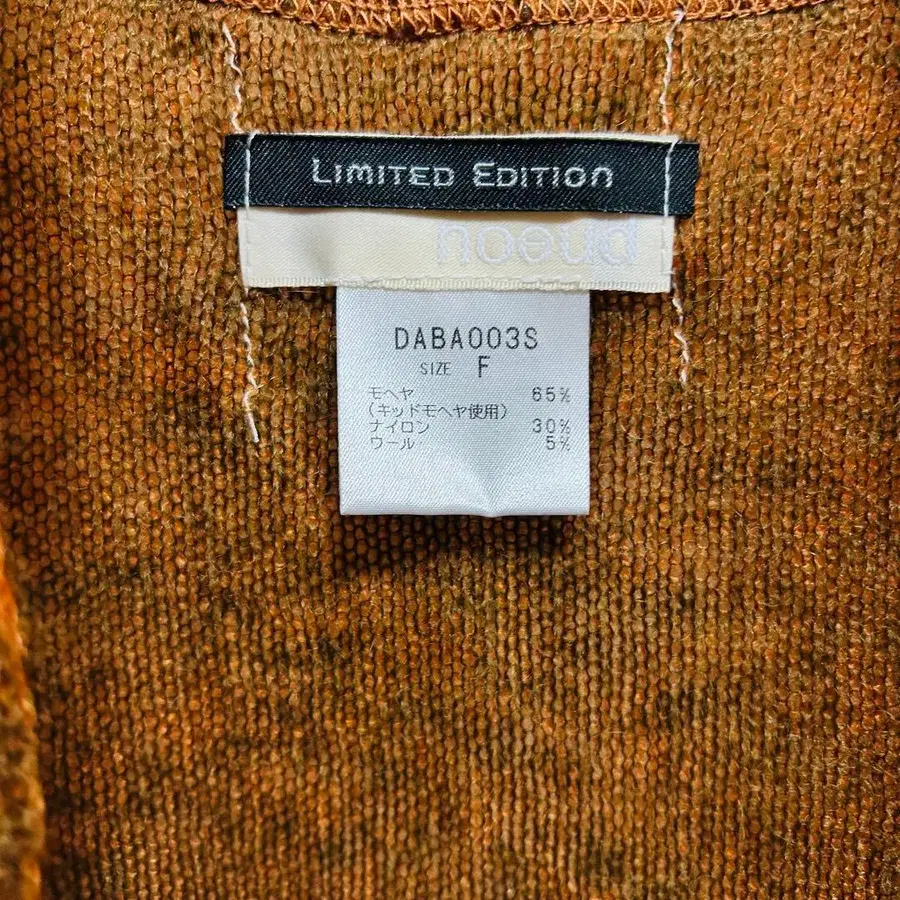 LIMITED EDITION
noeud
DABA003S
SIZE F
モヘヤ 65%
(キッドモヘヤ使用)
ナイロン 30%
ウール 5%